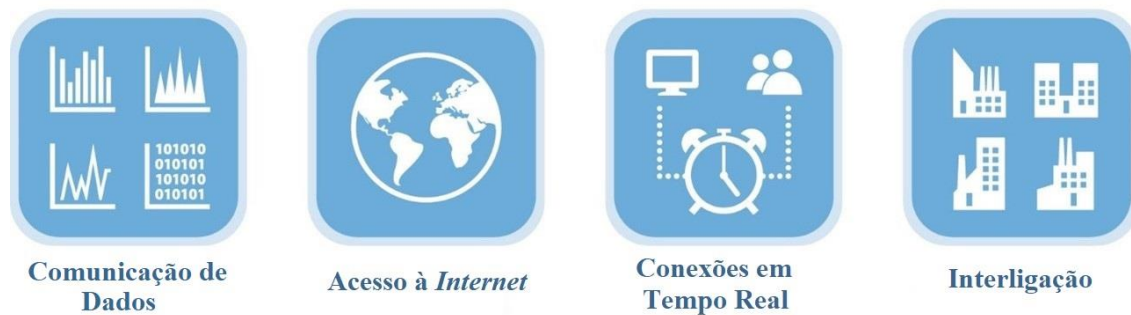 101010
010101
101010
010101
Comunicação de
Dados
Acesso à Internet
Conexões em
Tempo Real
Interligação